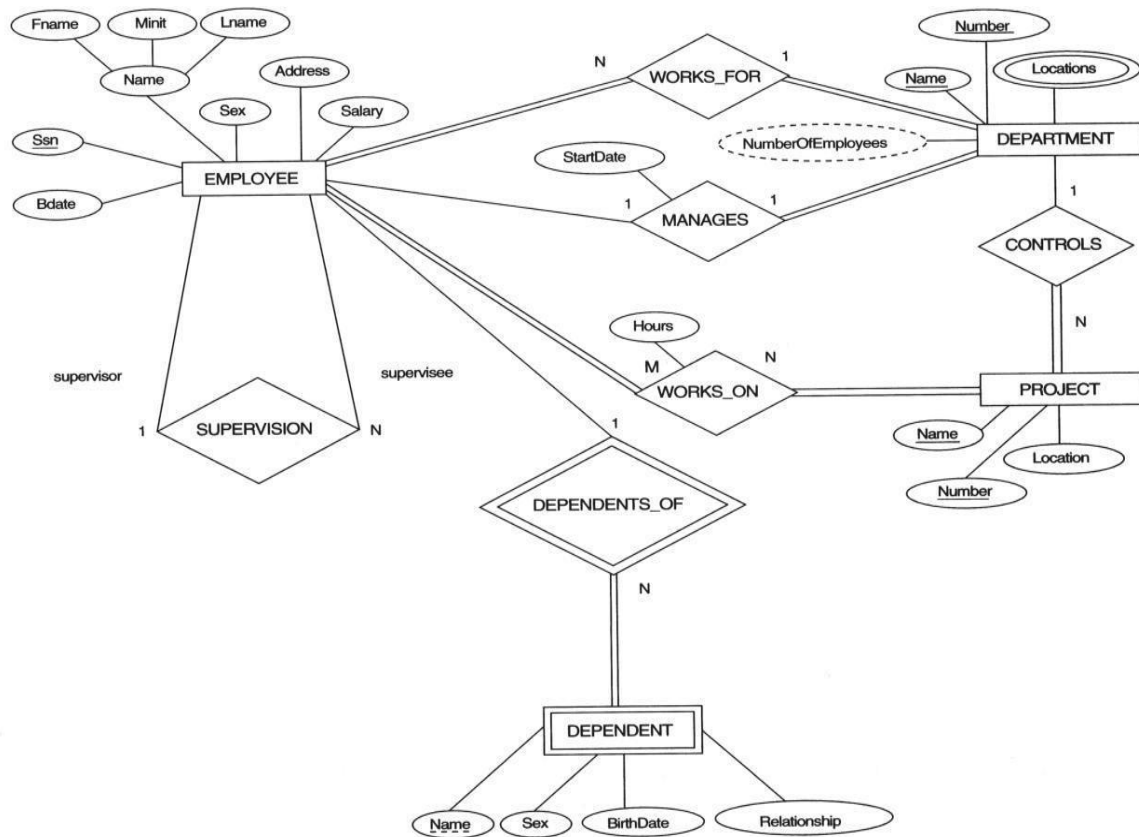 Fname
Minit
Lname
Number
Name
Address
N
WORKS_FOR
1
Name
Locations
Sex
Salary
Ssn
StartDate
NumberOfEmployees
DEPARTMENT
EMPLOYEE
Bdate
1
MANAGES
1
1
CONTROLS
Hours
N
M
N
supervisor
supervisee
WORKS_ON
PROJECT
1
SUPERVISION
N
1
Name
Location
Number
DEPENDENTS_OF
N
DEPENDENT
Name
Sex
BirthDate
Relationship